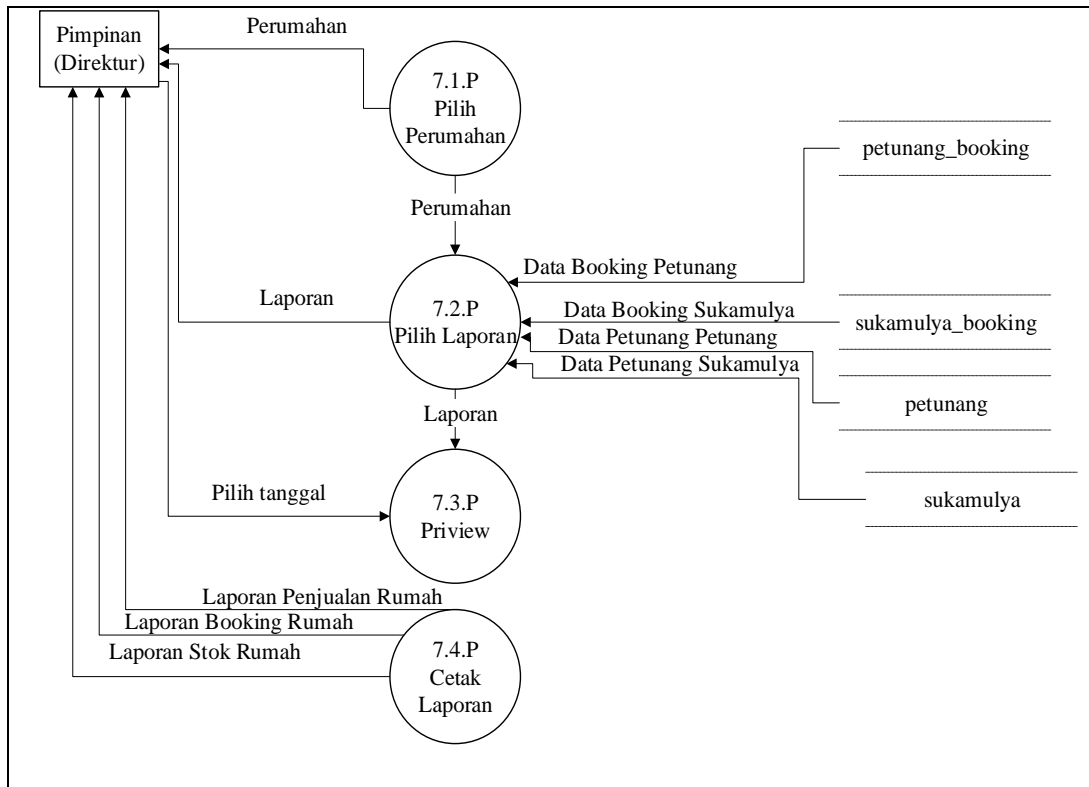 Pimpinan
(Direktur)
Perumahan
7.1.P
Pilih
Perumahan
petunang_booking
Perumahan
Data Booking Petunang
Laporan
7.2.P
Pilih Laporan
Data Booking Sukamulya
sukamulya_booking
Data Petunang Petunang
Data Petunang Sukamulya
petunang
Laporan
Pilih tanggal
7.3.P
Priview
sukamulya
Laporan Penjualan Rumah
Laporan Booking Rumah
Laporan Stok Rumah
7.4.P
Cetak
Laporan